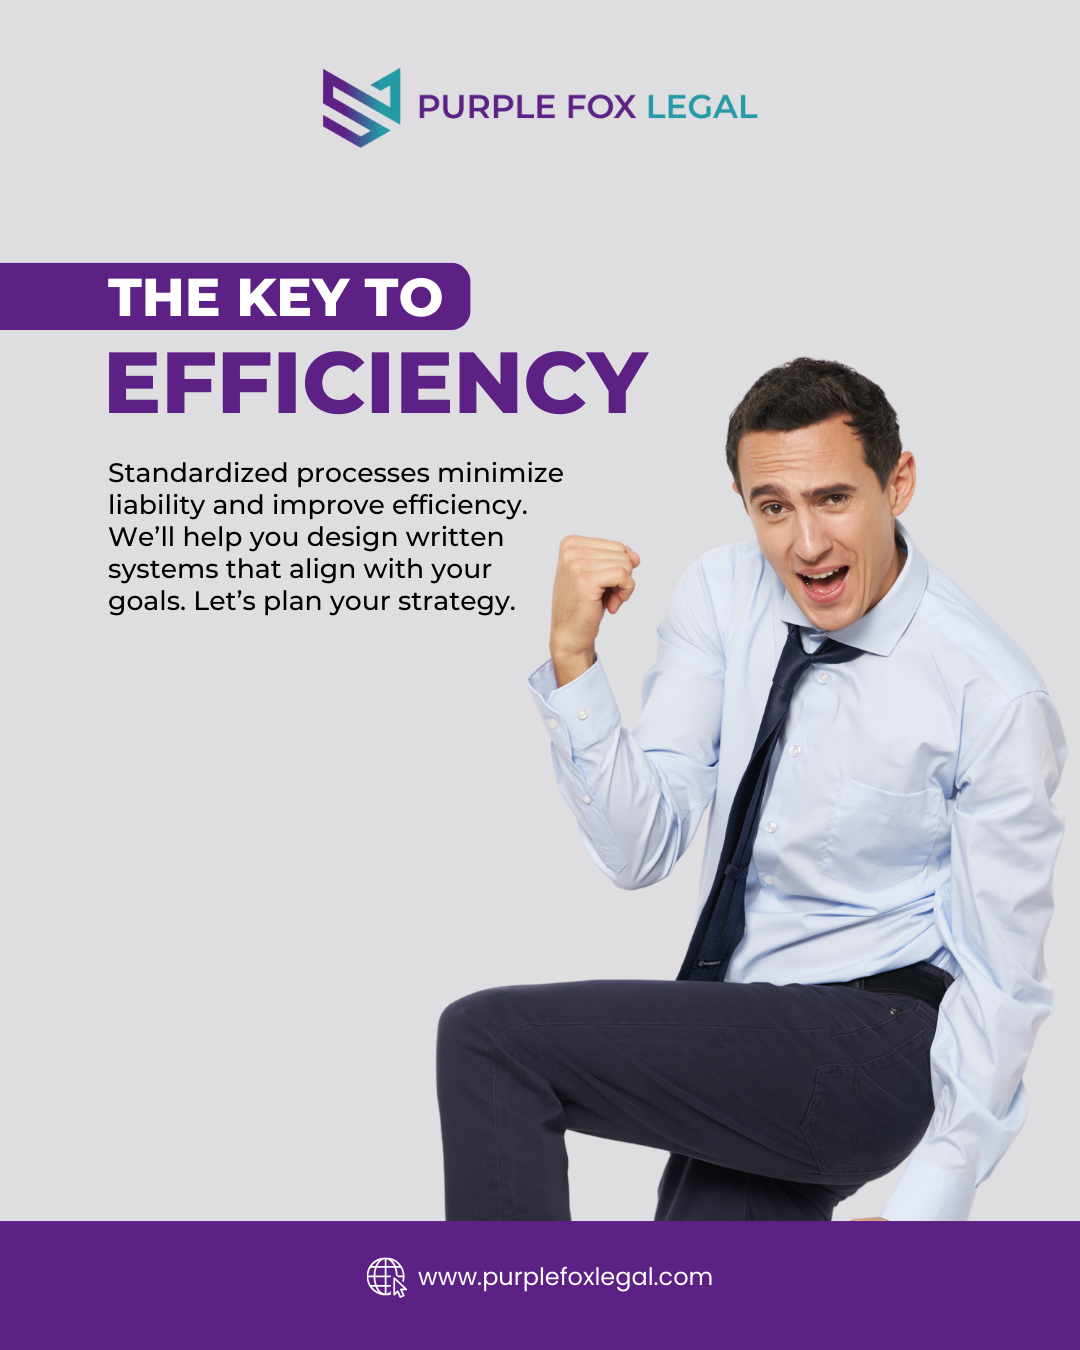 PURPLE FOX LEGAL
THE KEY TO
EFFICIENCY
Standardized processes minimize
liability and improve efficiency.
We’ll help you design written
systems that align with your
goals. Let’s plan your strategy.
www.purplefoxlegal.com